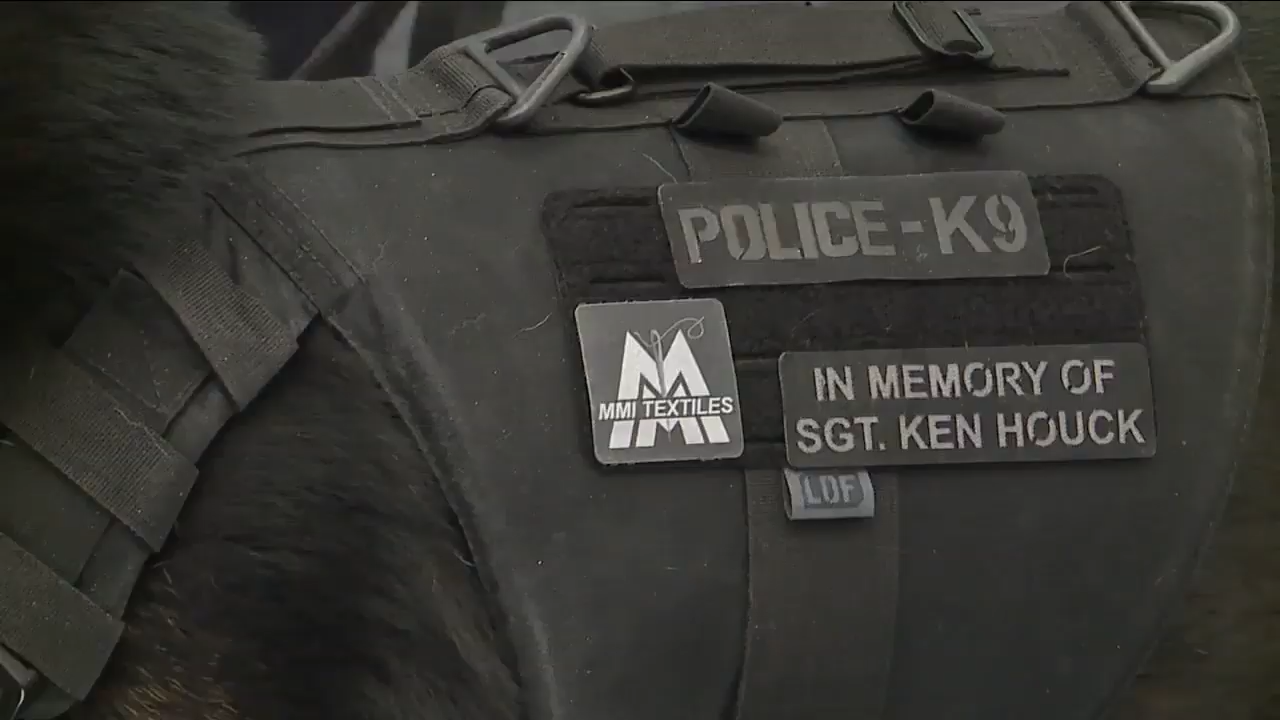 POLICE-K9
MMI TEXTILES
IN MEMORY OF
SGT. KEN HOUCK
LDF